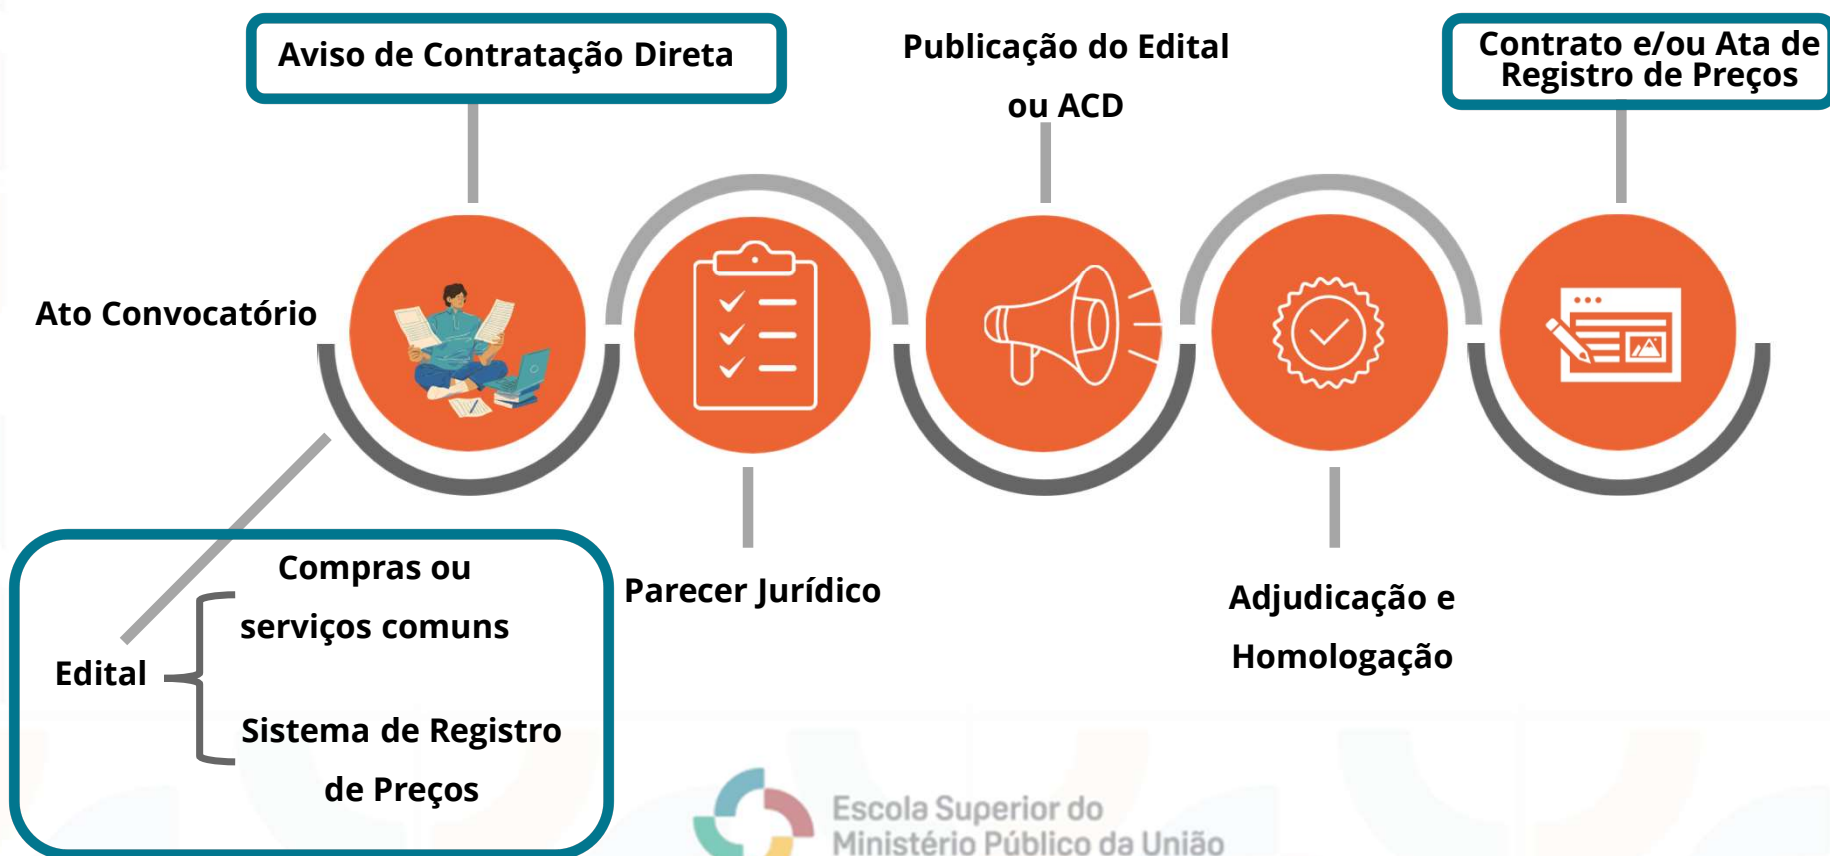 Aviso de Contratação Direta
Publicação do Edital
ou ACD
Contrato e/ou Ata de
Registro de Preços
Ato Convocatório
Edital
Compras ou
serviços comuns
Sistema de Registro
de Preços
Parecer Jurídico
Adjudicação e
Homologação
Escola Superior do
Ministério Público da União